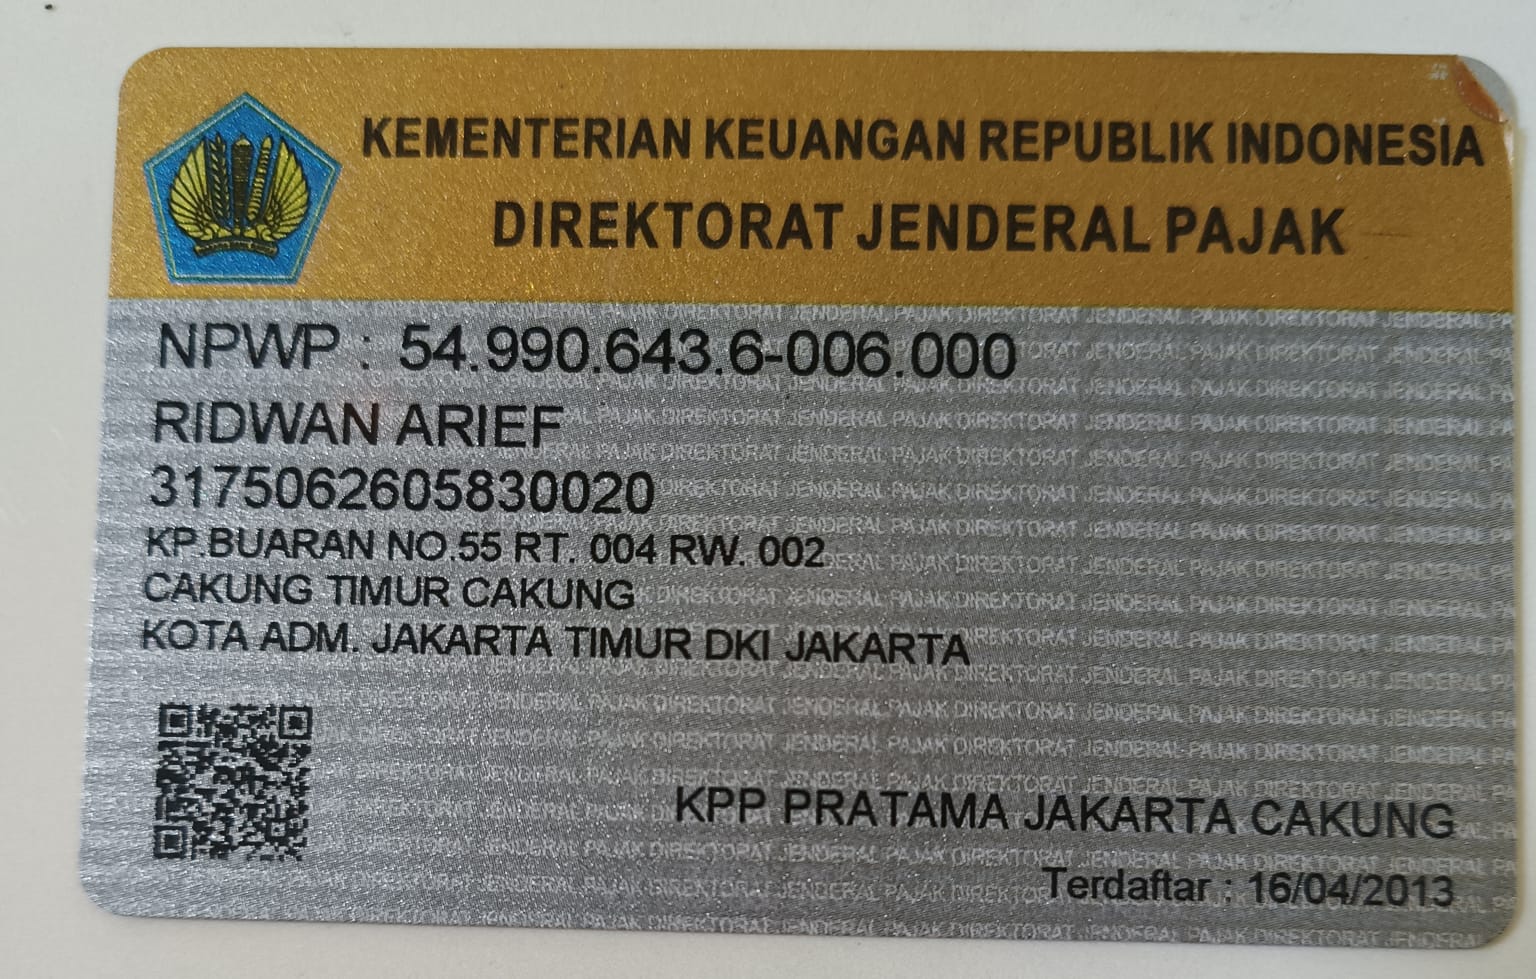 KEMENTERIAN KEUANGAN REPUBLIK INDONESIA
DIREKTORAT JENDERAL PAJAK
NPWP : 54.990.643.6-006.000
RIDWAN ARIEF
3175062605830020
KP.BUARAN NO.55 RT. 004 RW. 002
CAKUNG TIMUR CAKUNG
KOTA ADM. JAKARTA TIMUR DKI JAKARTA
KPP PRATAMA JAKARTA CAKUNG
Terdaftar : 16/04/2013